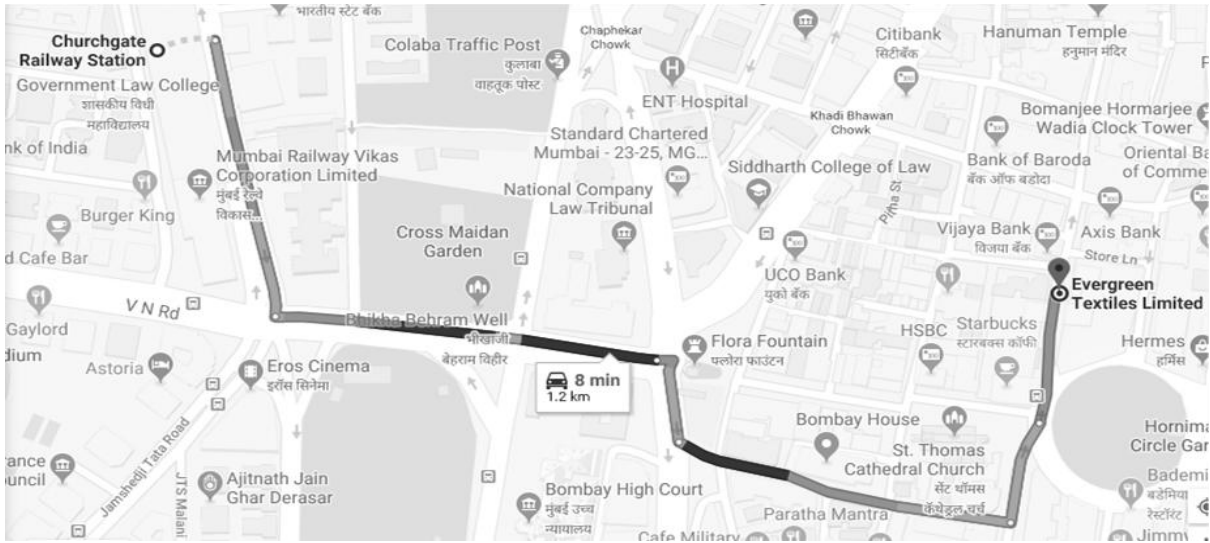 भारतीय स्टेट बैंक
Churchgate
Railway Station
Government Law College
शासकीय विधी
महाविद्यालय
nk of India
Burger King
d Cafe Bar
Mumbai Railway Vikas
Corporation Limited
मुंबई रेल्वे
विकास...
Colaba Traffic Post
कुलाबा
वाहतूक पोस्ट
Chaphekar
Chowk
ENT Hospital
Standard Chartered
Mumbai - 23-25, MG...
National Company
Law Tribunal
Cross Maidan
Garden
Citibank
सिटीबँक
Hanuman Temple
हनुमान मंदिर
Khadi Bhawan
Chowk
Bomanjee Hormarjee
Wadia Clock Tower
Siddharth College of Law
Bank of Baroda
बँक ऑफ बडोदा
Oriental Ba
of Commer
Pitha St
Vijaya Bank
विजया बँक
Axis Bank
Store Ln
UCO Bank
युको बँक
Evergreen
Textiles Limited
V N Rd
Gaylord
dium
Astoria
Eros Cinema
इरॉस सिनेमा
Bhikha Behram Well
भीखाजी
बेहराम विहीर
8 min
1.2 km
Flora Fountain
फ्लोरा फाउंटन
HSBC
Starbucks
स्टारबक्स कॉफी
Hermes
हर्मिस
Bombay House
St. Thomas
Cathedral Church
सेंट थॉमस
कॅथेड्रल चर्च
Hornima
Circle Gar
rance
ouncil
Jamshedji Tata Road
JTS Malani
Ajitnath Jain
Ghar Derasar
Bombay High Court
मुंबई उच्च
न्यायालय
Cafe Military
Paratha Mantra
Bademi
बडेमिया
रेस्टॉरंट
Jimmy